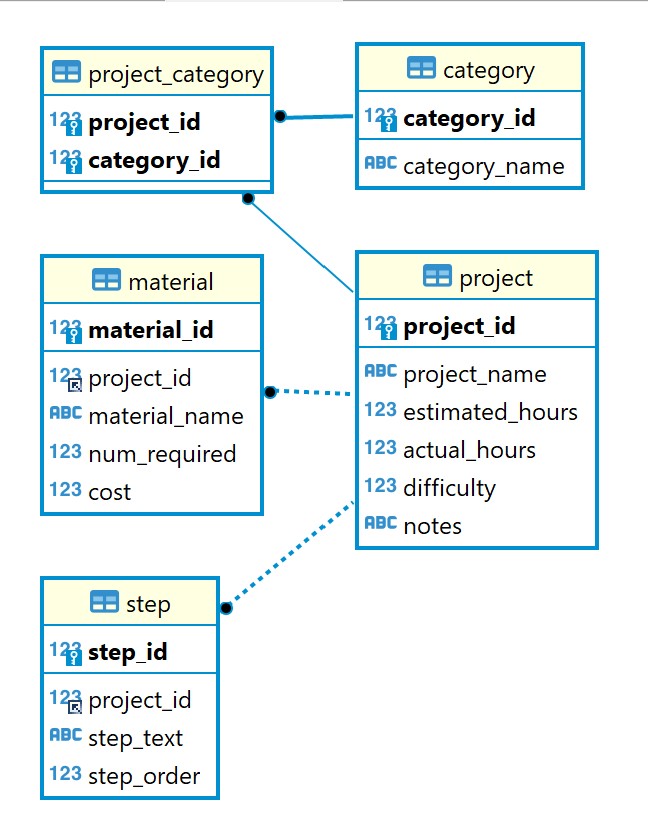 project_category
123 project_id
123 category_id
category
123 category_id
ABC category_name
material
123 material_id
123 project_id
ABC material_name
123 num_required
123 cost
project
123 project_id
ABC project_name
123 estimated_hours
123 actual_hours
123 difficulty
ABC notes
step
123 step_id
123 project_id
ABC step_text
123 step_order